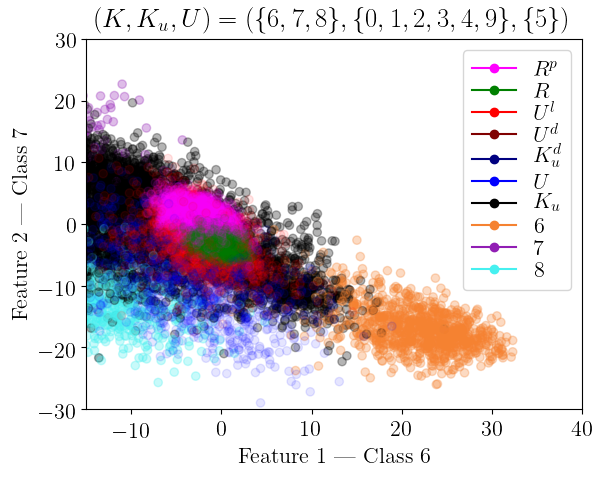 (K, K_u, U) = ({6, 7, 8}, {0, 1, 2, 3, 4, 9}, {5})
30
20
10
0
−10
−20
−30
Feature 2 — Class 7
R^p
R
U^l
U^d
K_u^d
U
K_u
6
7
8
−10
0
10
20
30
40
Feature 1 — Class 6